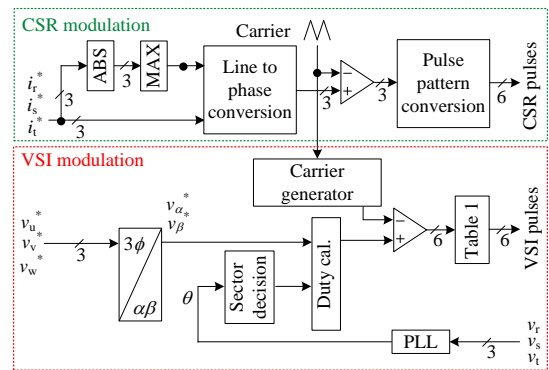 CSR modulation
Carrier
i_r^*
i_s^*
i_t^*
3
3
ABS
3
MAX
Line to
phase
conversion
3
−
+
3
Pulse
pattern
conversion
6
CSR pulses
VSI modulation
v_u^*
v_v^*
v_w^*
3
3ϕ
αβ
v_α^*
v_β^*
θ
Sector
decision
Duty cal.
Carrier
generator
−
+
6
Table 1
6
VSI pulses
PLL
3
v_r
v_s
v_t